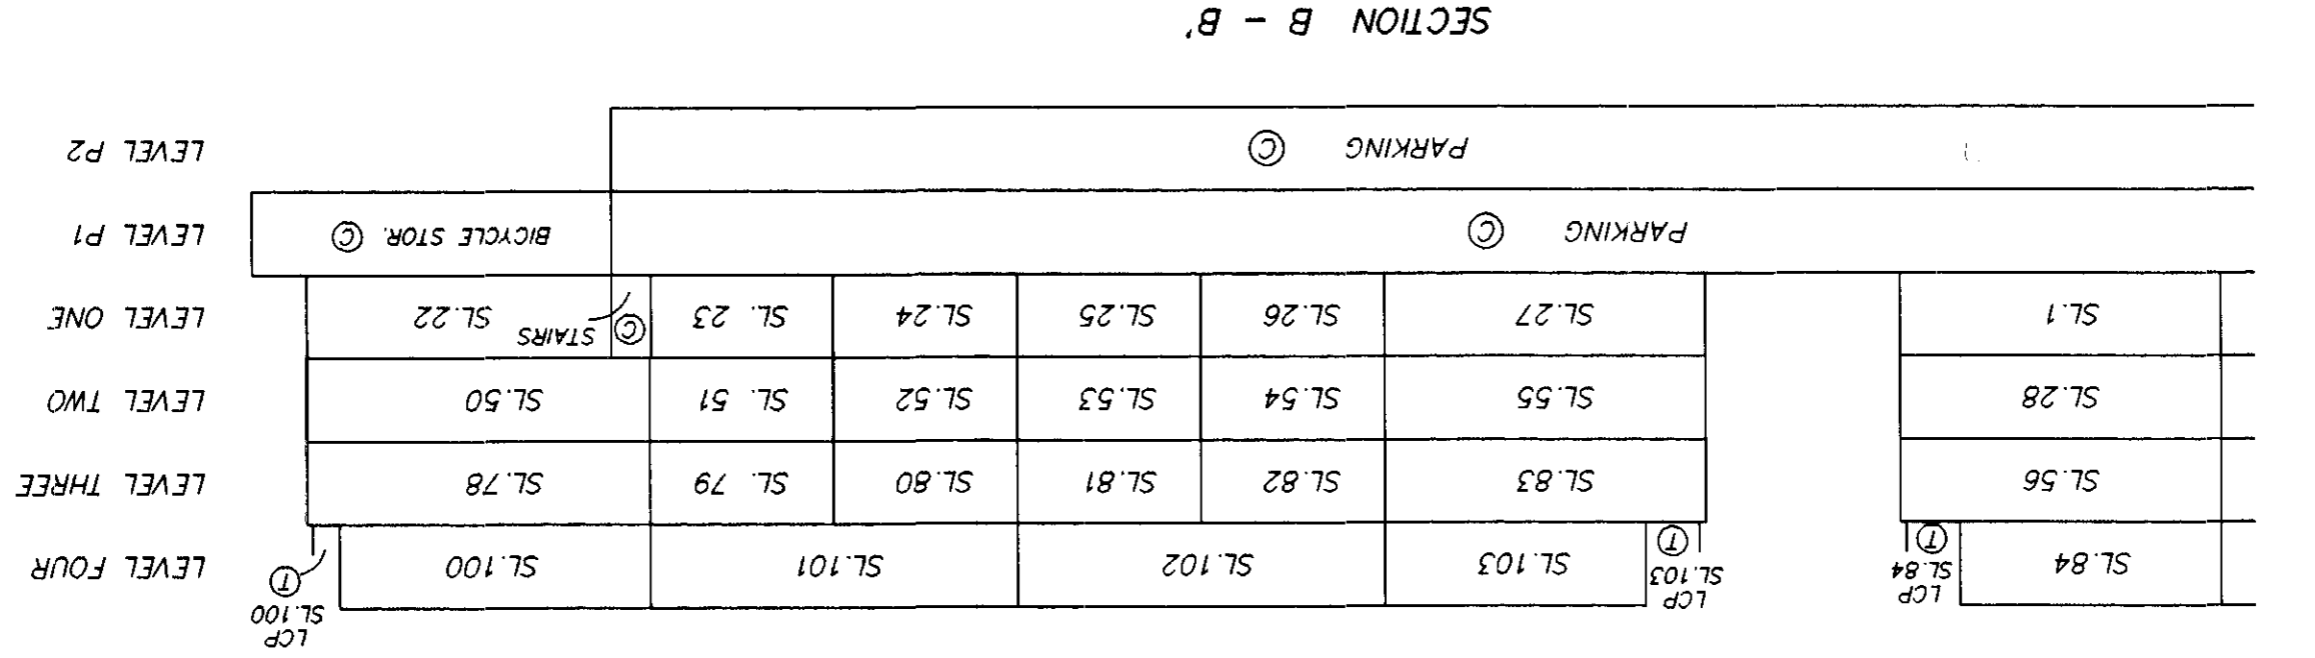 SL.84
LCP
SL.84
Ⓣ
LCP
SL.103
Ⓣ
SL.103
SL.102
SL.101
SL.100
LCP
SL.100
Ⓣ
LEVEL FOUR
SL.56
SL.83
SL.82
SL.81
SL.80
SL. 79
SL.78
LEVEL THREE
SL.28
SL.55
SL.54
SL.53
SL.52
SL. 51
SL.50
LEVEL TWO
SL.1
SL.27
SL.26
SL.25
SL.24
SL. 23
Ⓒ
STAIRS
SL.22
LEVEL ONE
PARKING Ⓒ
BICYCLE STOR. Ⓒ
LEVEL P1
PARKING Ⓒ
LEVEL P2
SECTION B - B'